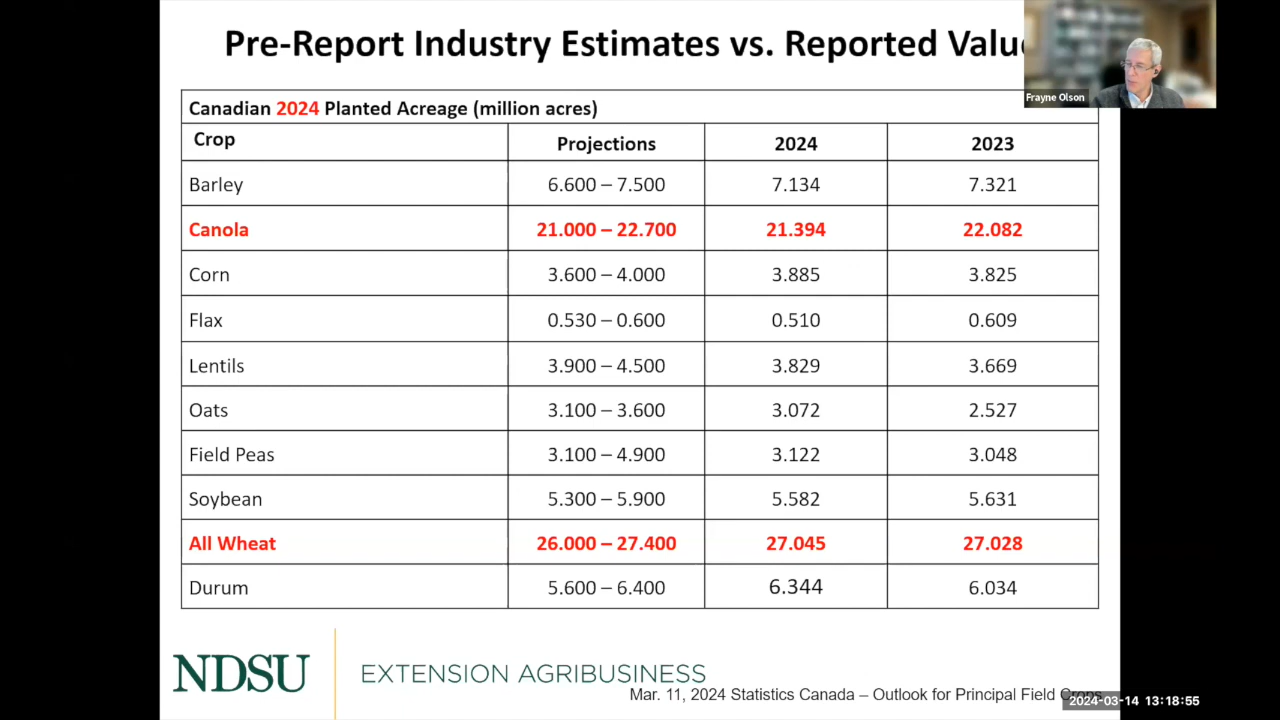 Pre-Report Industry Estimates vs. Reported
Frayne Olson
Canadian 2024 Planted Acreage (million acres)
Crop Projections 2024 2023
Barley 6.600 – 7.500 7.134 7.321
Canola 21.000 – 22.700 21.394 22.082
Corn 3.600 – 4.000 3.885 3.825
Flax 0.530 – 0.600 0.510 0.609
Lentils 3.900 – 4.500 3.829 3.669
Oats 3.100 – 3.600 3.072 2.527
Field Peas 3.100 – 4.900 3.122 3.048
Soybean 5.300 – 5.900 5.582 5.631
All Wheat 26.000 – 27.400 27.045 27.028
Durum 5.600 – 6.400 6.344 6.034
NDSU EXTENSION AGRIBUSINESS
Mar. 11, 2024 Statistics Canada – Outlook for Principal Field Crops
2024-03-14 13:18:55